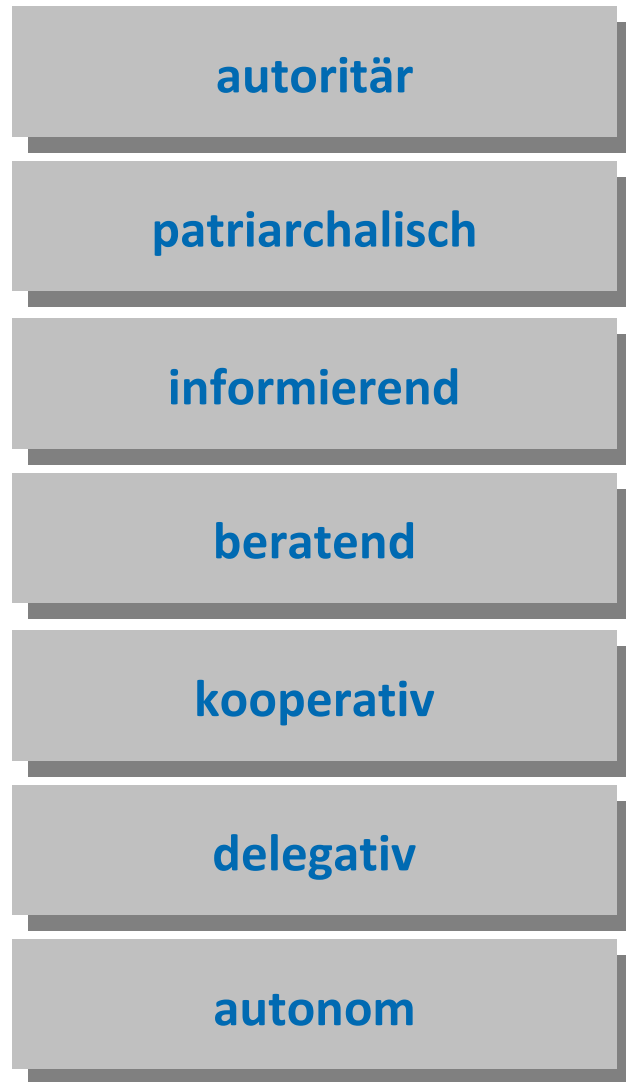 autoritär
patriarchalisch
informierend
beratend
kooperativ
delegativ
autonom